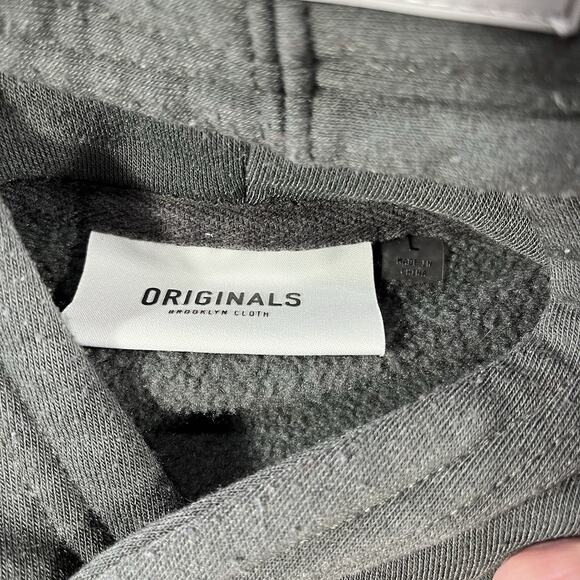 ORIGINALS
BROOKLYN CLOTH
L
MADE IN
CHINA